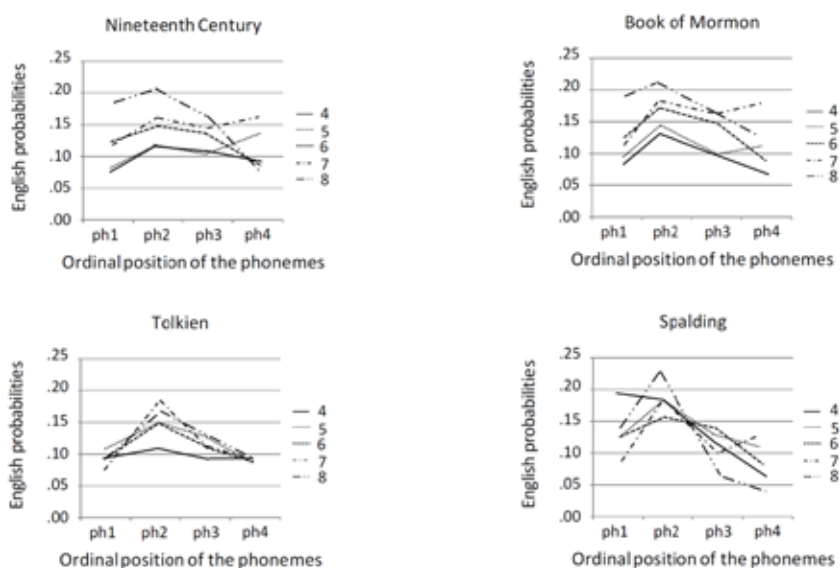 Nineteenth Century
English probabilities
.25
.20
.15
.10
.05
.00
ph1 ph2 ph3 ph4
Ordinal position of the phonemes
4
5
6
7
8
Book of Mormon
English probabilities
.25
.20
.15
.10
.05
.00
ph1 ph2 ph3 ph4
Ordinal position of the phonemes
4
5
6
7
8
Tolkien
English probabilities
.25
.20
.15
.10
.05
.00
ph1 ph2 ph3 ph4
Ordinal position of the phonemes
4
5
6
7
8
Spalding
English probabilities
.25
.20
.15
.10
.05
.00
ph1 ph2 ph3 ph4
Ordinal position of the phonemes
4
5
6
7
8